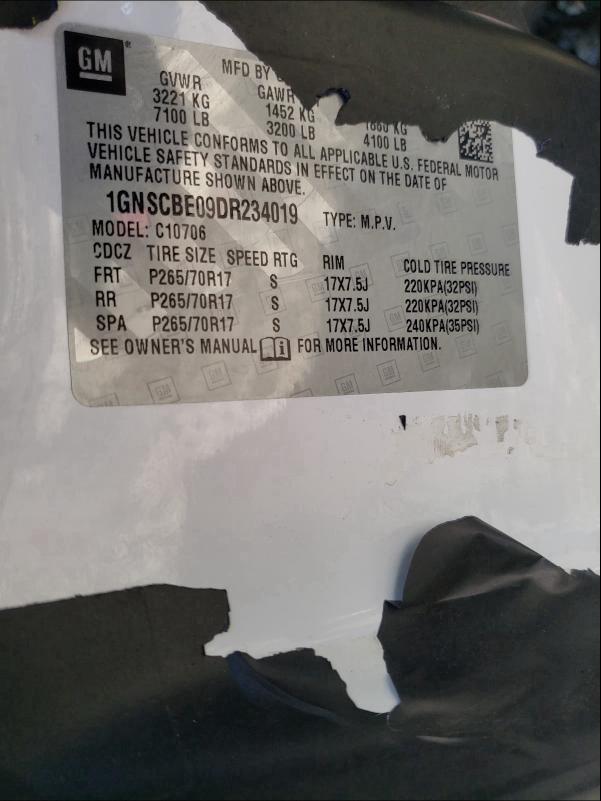 GM
MFD BY
GVWR GAWR
3221 KG 1452 KG 1860 KG
7100 LB 3200 LB 4100 LB
THIS VEHICLE CONFORMS TO ALL APPLICABLE U.S. FEDERAL MOTOR
VEHICLE SAFETY STANDARDS IN EFFECT ON THE DATE OF
MANUFACTURE SHOWN ABOVE.
1GNSCBE09DR234019 TYPE: M.P.V.
MODEL: C10706
CDCZ TIRE SIZE SPEED RTG RIM COLD TIRE PRESSURE
FRT P265/70R17 S 17X7.5J 220KPA(32PSI)
RR P265/70R17 S 17X7.5J 220KPA(32PSI)
SPA P265/70R17 S 17X7.5J 240KPA(35PSI)
SEE OWNER'S MANUAL FOR MORE INFORMATION.